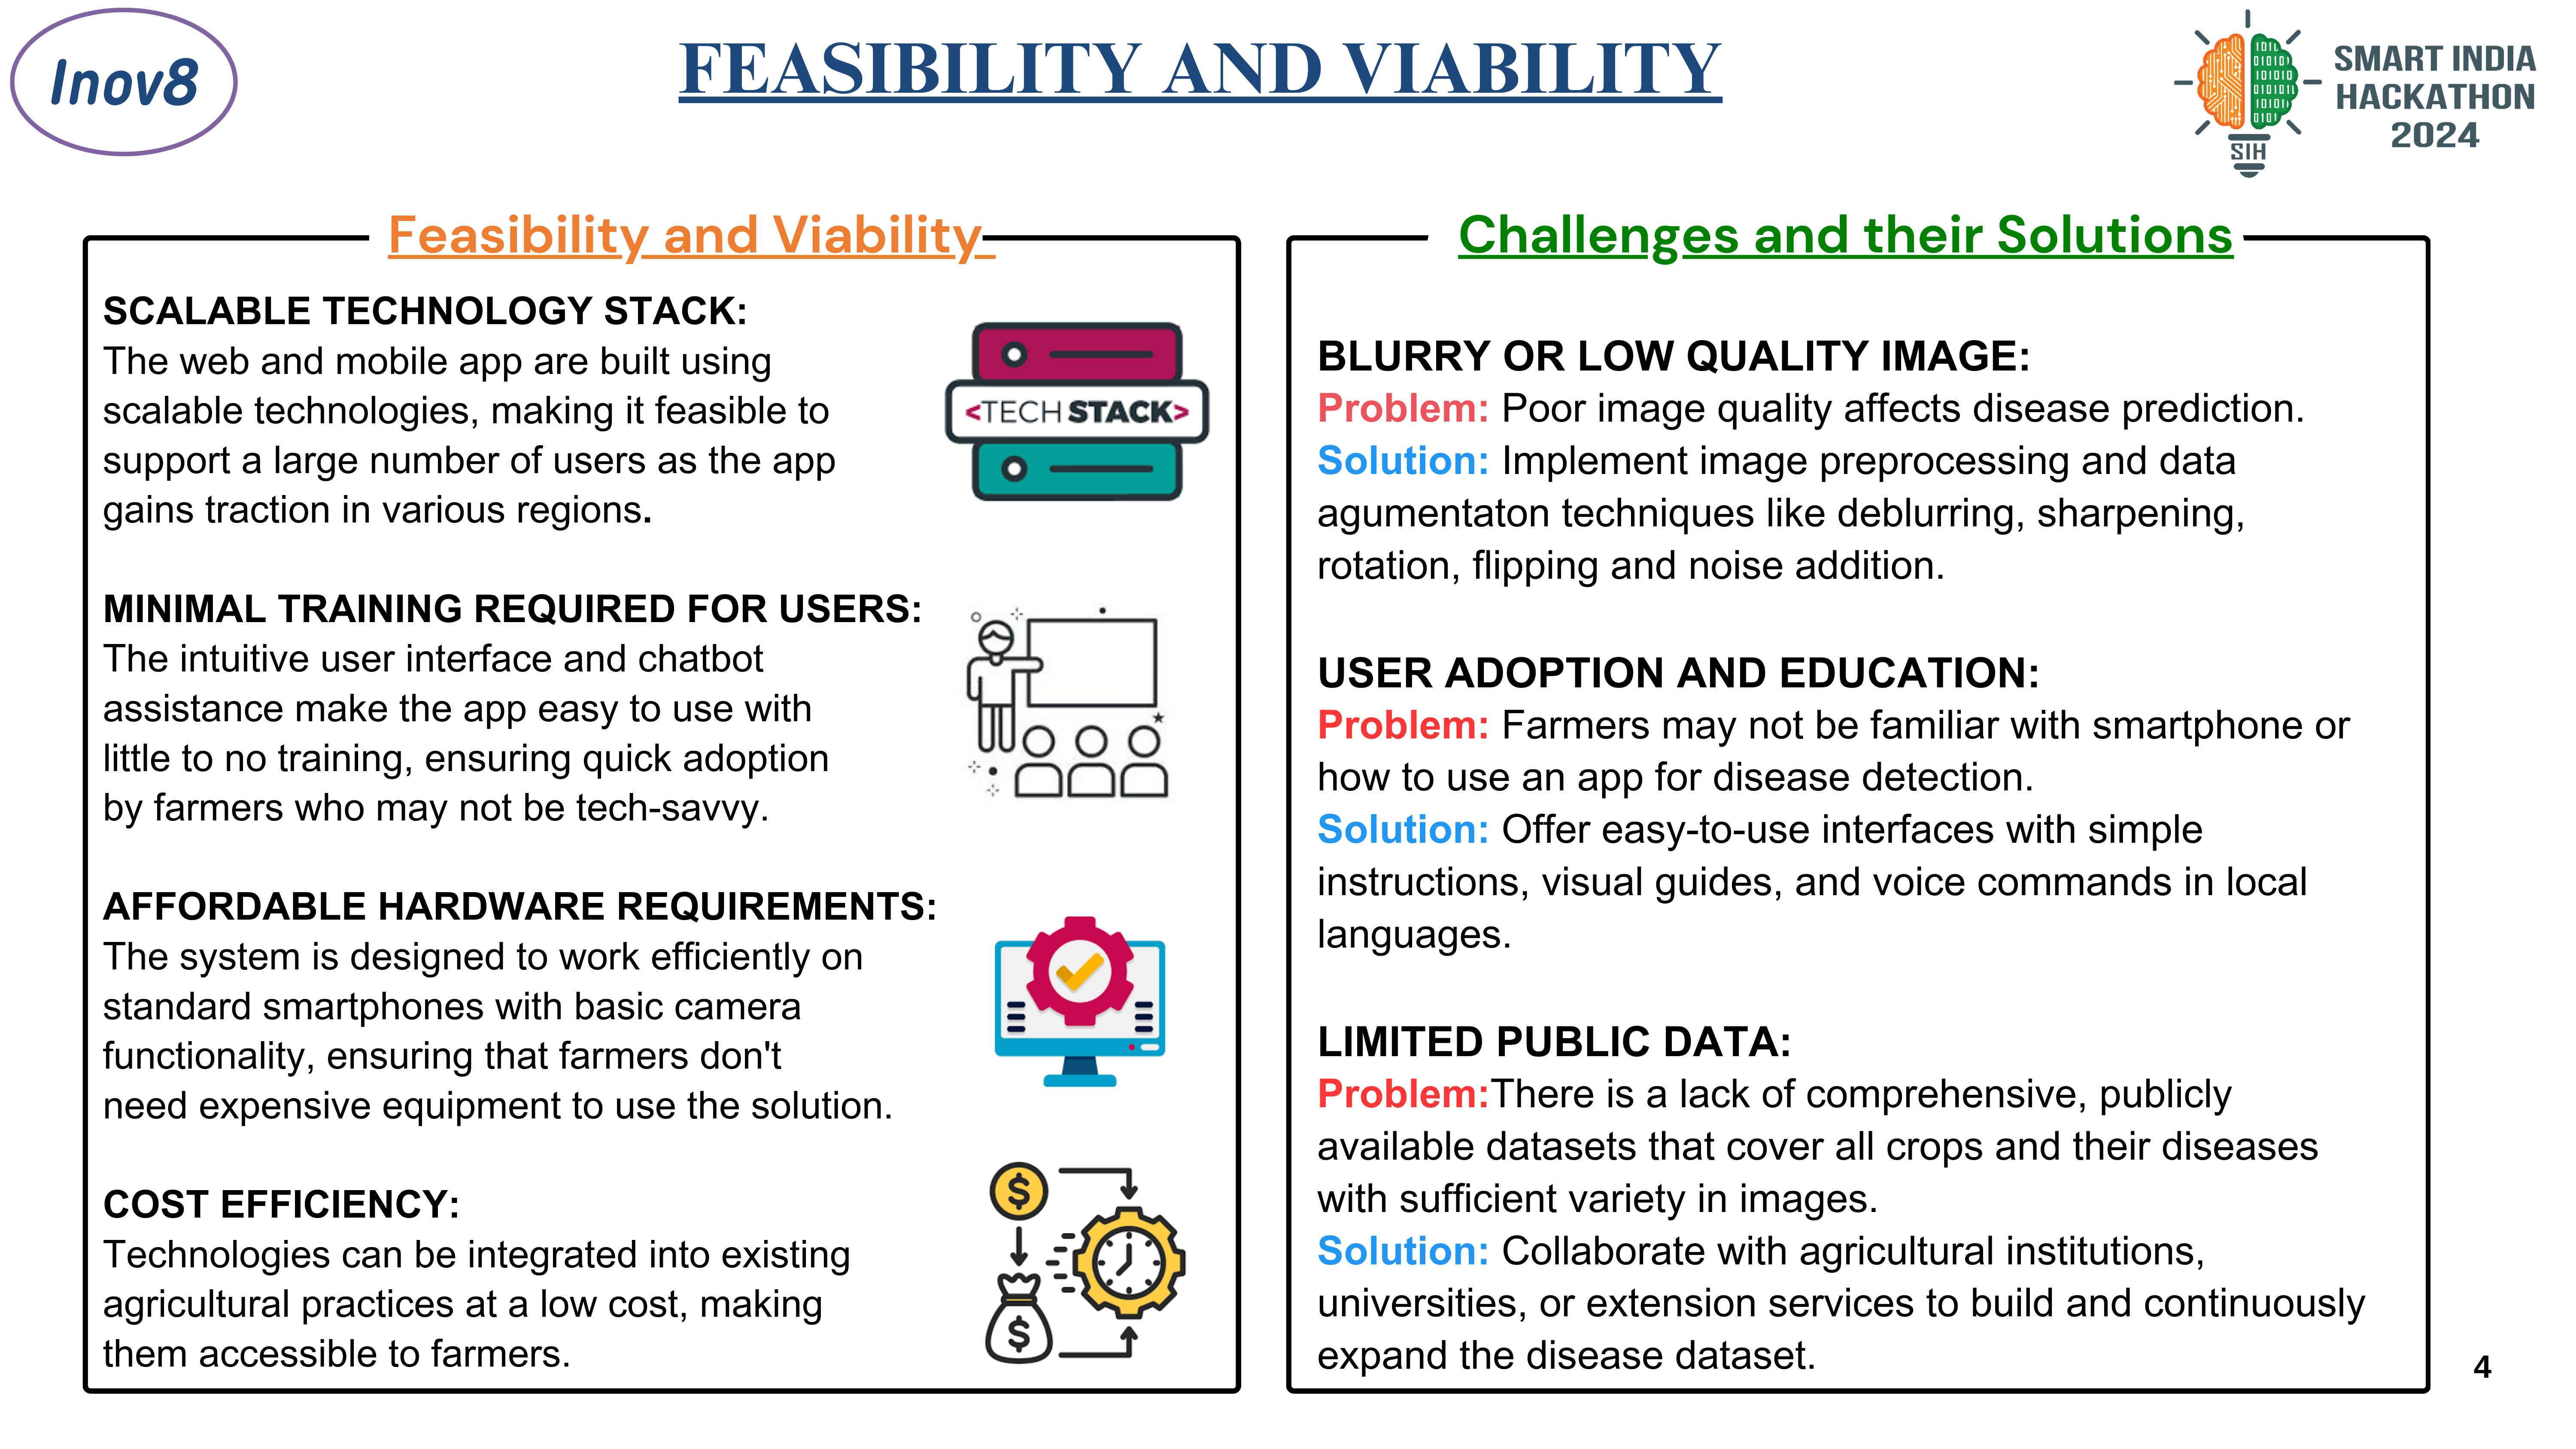 Inov8
FEASIBILITY AND VIABILITY
SMART INDIA
HACKATHON
2024
SIH
Feasibility and Viability
SCALABLE TECHNOLOGY STACK:
The web and mobile app are built using
scalable technologies, making it feasible to
support a large number of users as the app
gains traction in various regions.
<TECH STACK>
MINIMAL TRAINING REQUIRED FOR USERS:
The intuitive user interface and chatbot
assistance make the app easy to use with
little to no training, ensuring quick adoption
by farmers who may not be tech-savvy.
AFFORDABLE HARDWARE REQUIREMENTS:
The system is designed to work efficiently on
standard smartphones with basic camera
functionality, ensuring that farmers don't
need expensive equipment to use the solution.
COST EFFICIENCY:
Technologies can be integrated into existing
agricultural practices at a low cost, making
them accessible to farmers.
Challenges and their Solutions
BLURRY OR LOW QUALITY IMAGE:
Problem: Poor image quality affects disease prediction.
Solution: Implement image preprocessing and data
agumentaton techniques like deblurring, sharpening,
rotation, flipping and noise addition.
USER ADOPTION AND EDUCATION:
Problem: Farmers may not be familiar with smartphone or
how to use an app for disease detection.
Solution: Offer easy-to-use interfaces with simple
instructions, visual guides, and voice commands in local
languages.
LIMITED PUBLIC DATA:
Problem:There is a lack of comprehensive, publicly
available datasets that cover all crops and their diseases
with sufficient variety in images.
Solution: Collaborate with agricultural institutions,
universities, or extension services to build and continuously
expand the disease dataset.
4